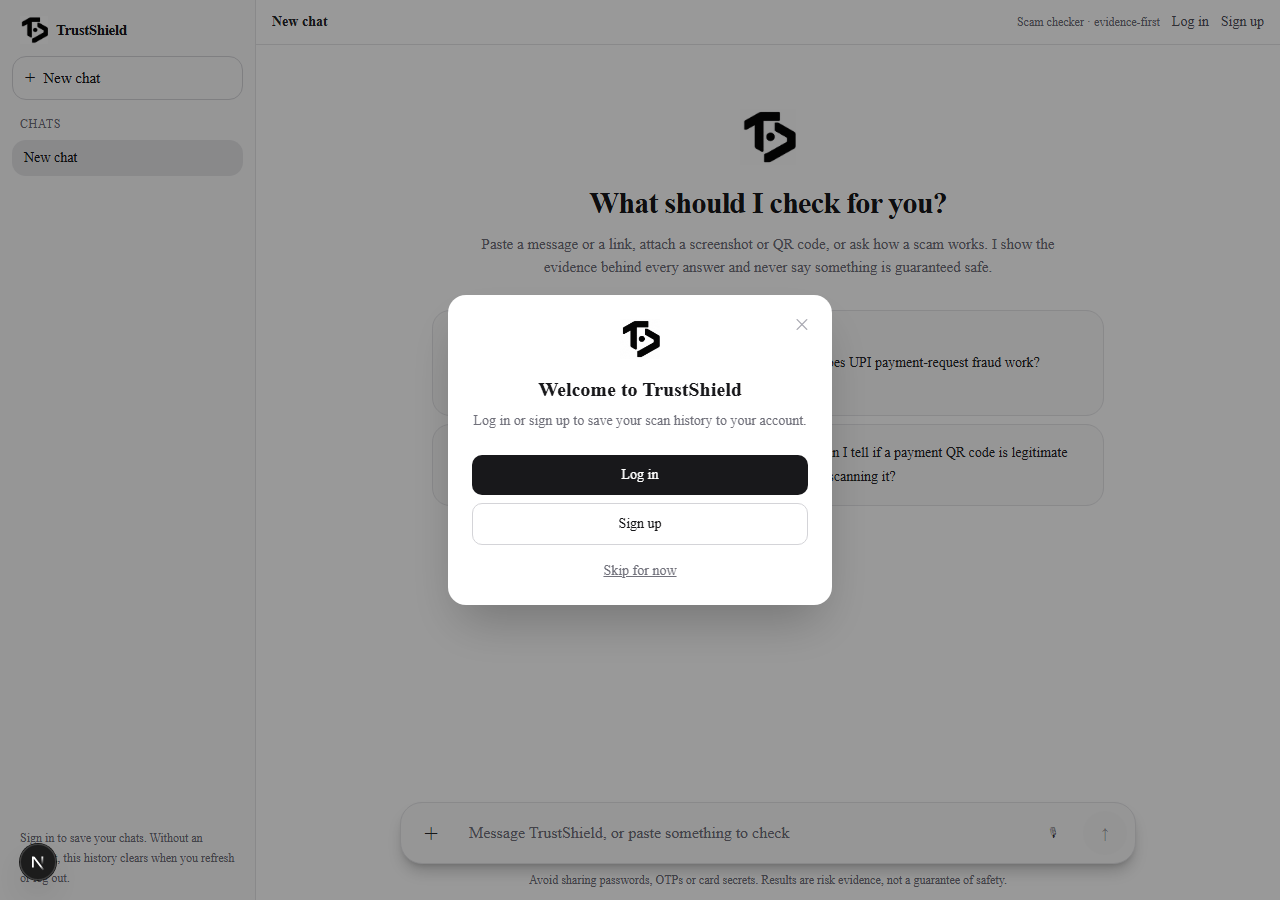 TrustShield
+ New chat
CHATS
New chat
Sign in to save your chats. Without an
, this history clears when you refresh
out.
N
New chat
Scam checker · evidence-first
Log in
Sign up
What should I check for you?
Paste a message or a link, attach a screenshot or QR code, or ask how a scam works. I show the
evidence behind every answer and never say something is guaranteed safe.
UPI payment-request fraud work?
I tell if a payment QR code is legitimate
scanning it?
Welcome to TrustShield
Log in or sign up to save your scan history to your account.
Log in
Sign up
Skip for now
Message TrustShield, or paste something to check
Avoid sharing passwords, OTPs or card secrets. Results are risk evidence, not a guarantee of safety.